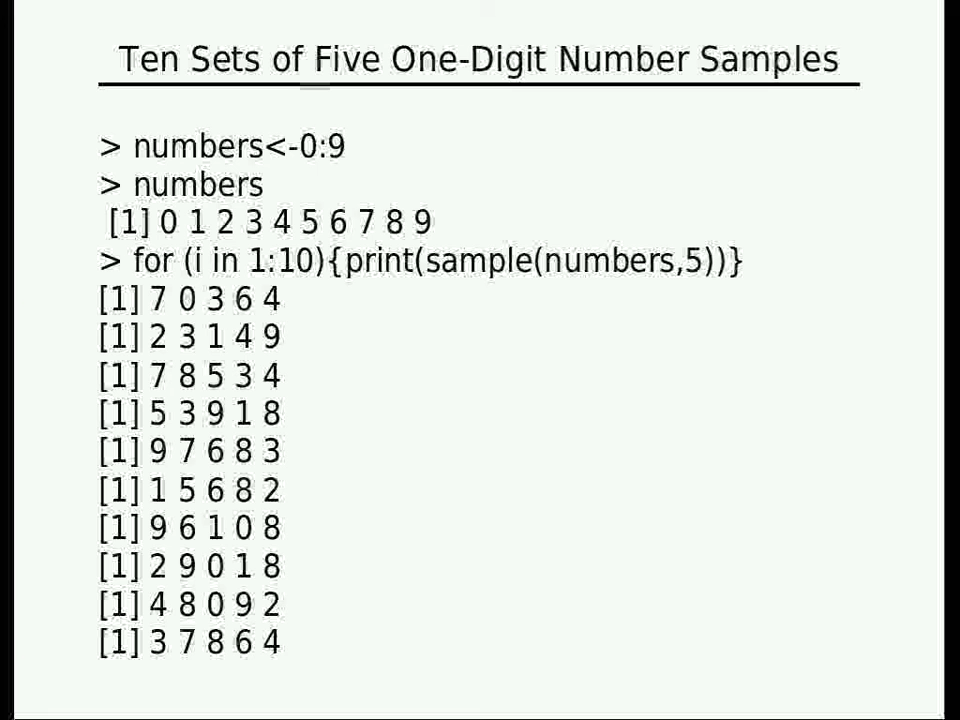 Ten Sets of Five One-Digit Number Samples
> numbers<-0:9
> numbers
[1] 0 1 2 3 4 5 6 7 8 9
> for (i in 1:10){print(sample(numbers,5))}
[1] 7 0 3 6 4
[1] 2 3 1 4 9
[1] 7 8 5 3 4
[1] 5 3 9 1 8
[1] 9 7 6 8 3
[1] 1 5 6 8 2
[1] 9 6 1 0 8
[1] 2 9 0 1 8
[1] 4 8 0 9 2
[1] 3 7 8 6 4